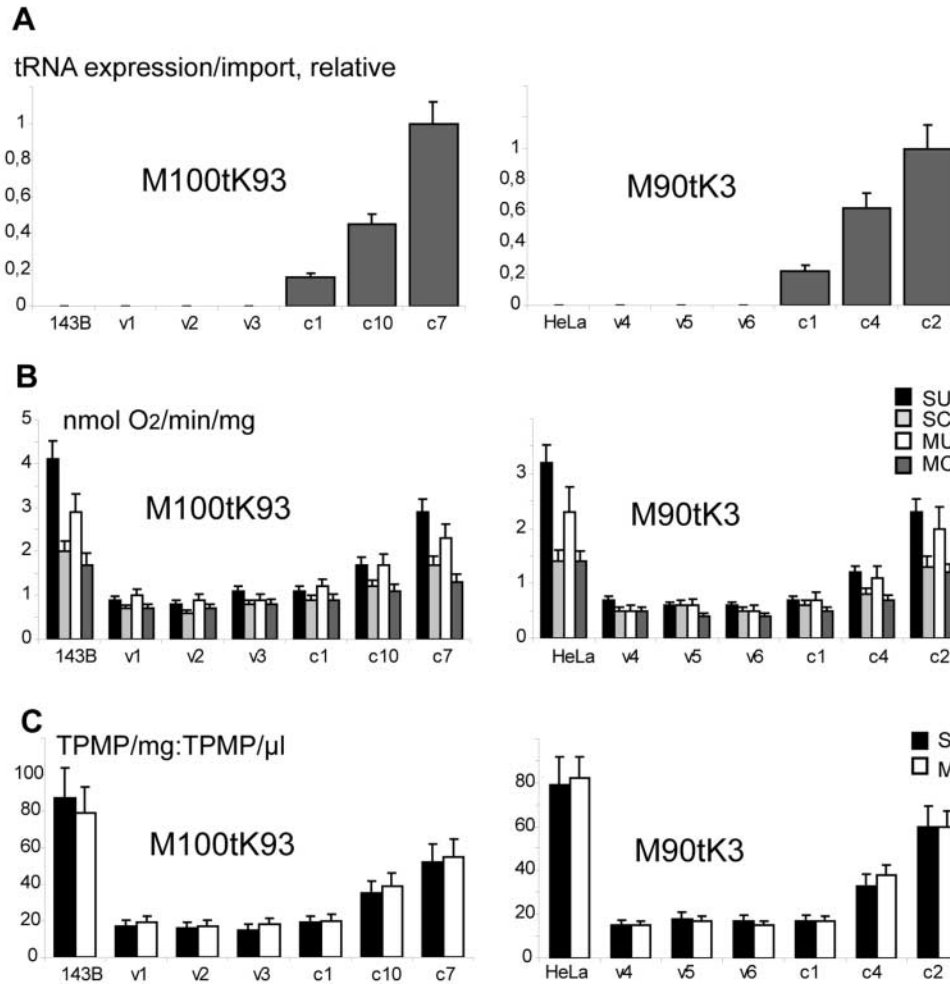 A
tRNA expression/import, relative
M100tK93
1
0,8
0,6
0,4
0,2
0
143B v1 v2 v3 c1 c10 c7
M90tK3
1
0,8
0,6
0,4
0,2
0
HeLa v4 v5 v6 c1 c4 c2
B
nmol O2/min/mg
M100tK93
5
4
3
2
1
0
143B v1 v2 v3 c1 c10 c7
M90tK3
3
2
1
0
HeLa v4 v5 v6 c1 c4 c2
SU
SC
MU
C
TPMP/mg:TPMP/µl
M100tK93
100
80
60
40
20
0
143B v1 v2 v3 c1 c10 c7
M90tK3
80
60
40
20
0
HeLa v4 v5 v6 c1 c4 c2
S
M